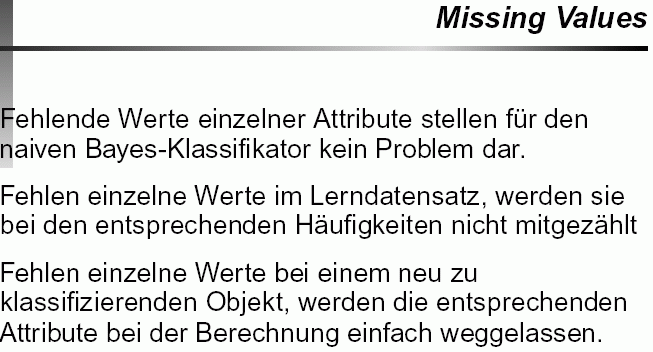 Missing Values
Fehlende Werte einzelner Attribute stellen für den
naiven Bayes-Klassifikator kein Problem dar.
Fehlen einzelne Werte im Lerndatensatz, werden sie
bei den entsprechenden Häufigkeiten nicht mitgezählt
Fehlen einzelne Werte bei einem neu zu
klassifizierenden Objekt, werden die entsprechenden
Attribute bei der Berechnung einfach weggelassen.